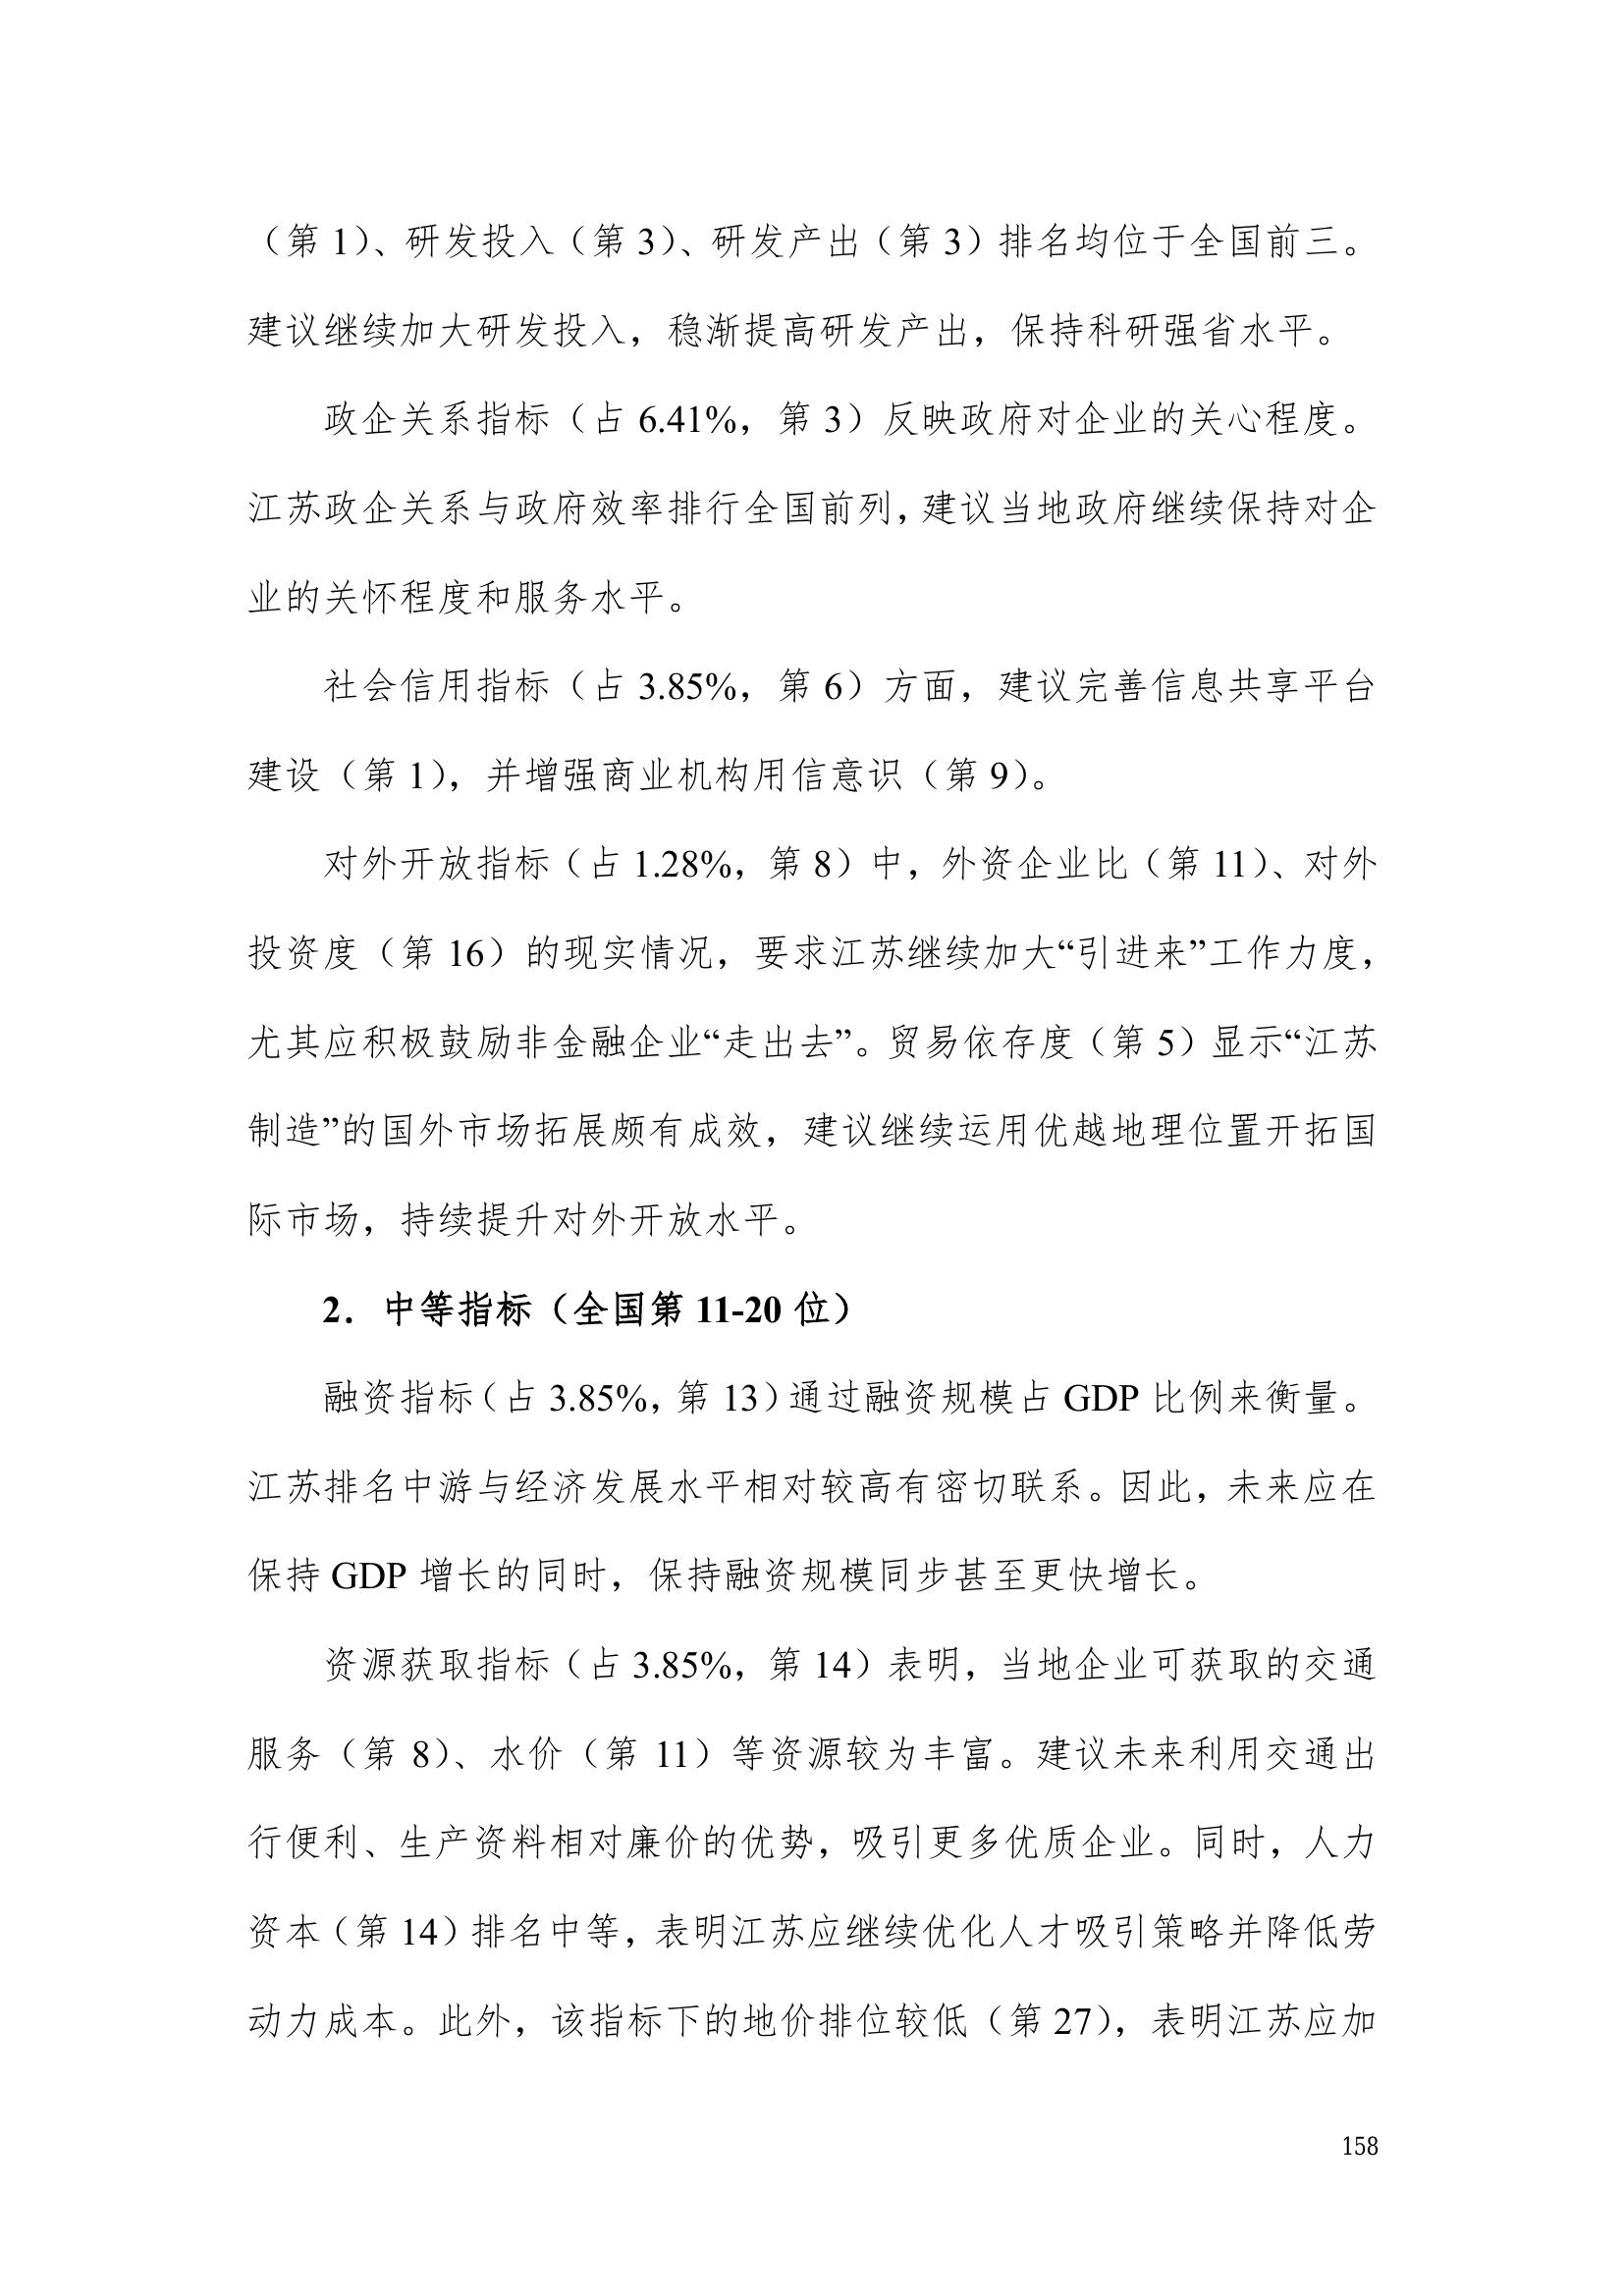 （第 1）、研发投入（第 3）、研发产出（第 3）排名均位于全国前三。
建议继续加大研发投入，稳渐提高研发产出，保持科研强省水平。
政企关系指标（占 6.41%，第 3）反映政府对企业的关心程度。
江苏政企关系与政府效率排行全国前列，建议当地政府继续保持对企
业的关怀程度和服务水平。
社会信用指标（占 3.85%，第 6）方面，建议完善信息共享平台
建设（第 1），并增强商业机构用信意识（第 9）。
对外开放指标（占 1.28%，第 8）中，外资企业比（第 11）、对外
投资度（第 16）的现实情况，要求江苏继续加大“引进来”工作力度，
尤其应积极鼓励非金融企业“走出去”。贸易依存度（第 5）显示“江苏
制造”的国外市场拓展颇有成效，建议继续运用优越地理位置开拓国
际市场，持续提升对外开放水平。
2．中等指标（全国第 11-20 位）
融资指标（占 3.85%，第 13）通过融资规模占 GDP 比例来衡量。
江苏排名中游与经济发展水平相对较高有密切联系。因此，未来应在
保持 GDP 增长的同时，保持融资规模同步甚至更快增长。
资源获取指标（占 3.85%，第 14）表明，当地企业可获取的交通
服务（第 8）、水价（第 11）等资源较为丰富。建议未来利用交通出
行便利、生产资料相对廉价的优势，吸引更多优质企业。同时，人力
资本（第 14）排名中等，表明江苏应继续优化人才吸引策略并降低劳
动力成本。此外，该指标下的地价排位较低（第 27），表明江苏应加
158